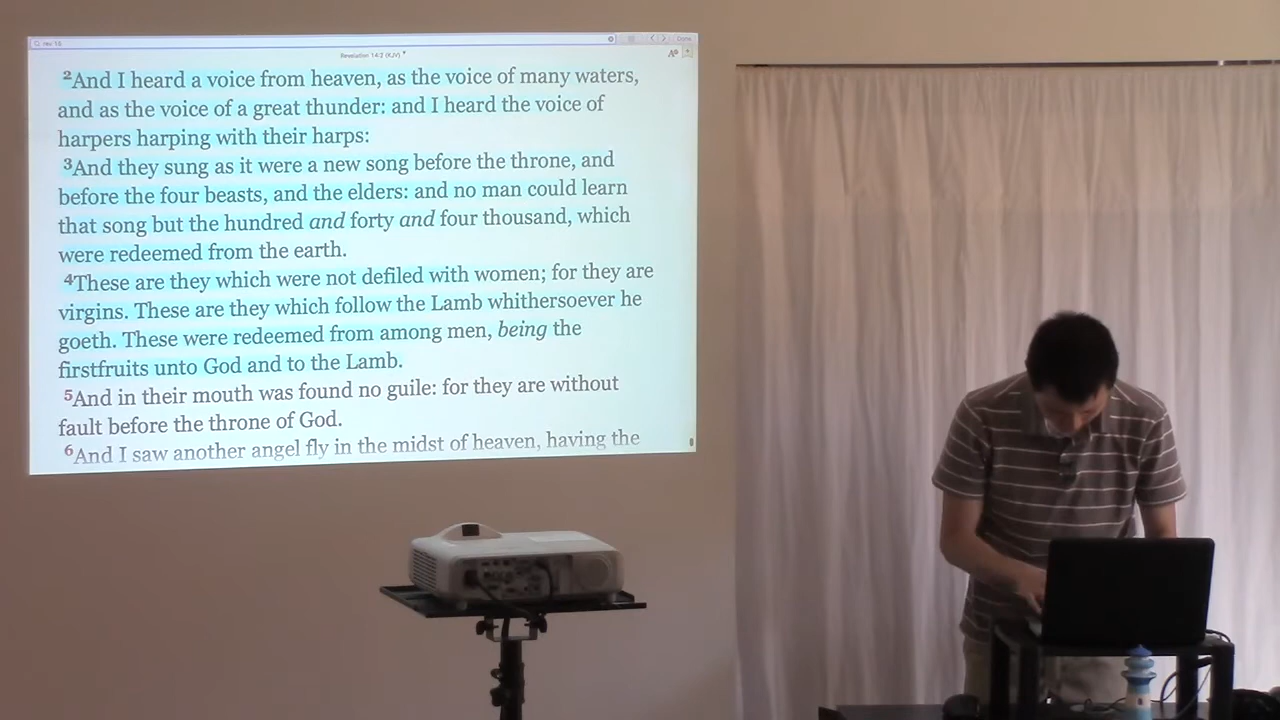 rev 10
Revelation 14:2 (KJV)
Done
2And I heard a voice from heaven, as the voice of many waters,
and as the voice of a great thunder: and I heard the voice of
harpers harping with their harps:
3And they sung as it were a new song before the throne, and
before the four beasts, and the elders: and no man could learn
that song but the hundred and forty and four thousand, which
were redeemed from the earth.
4These are they which were not defiled with women; for they are
virgins. These are they which follow the Lamb whithersoever he
goeth. These were redeemed from among men, being the
firstfruits unto God and to the Lamb.
5And in their mouth was found no guile: for they are without
fault before the throne of God.
6And I saw another angel fly in the midst of heaven, having the